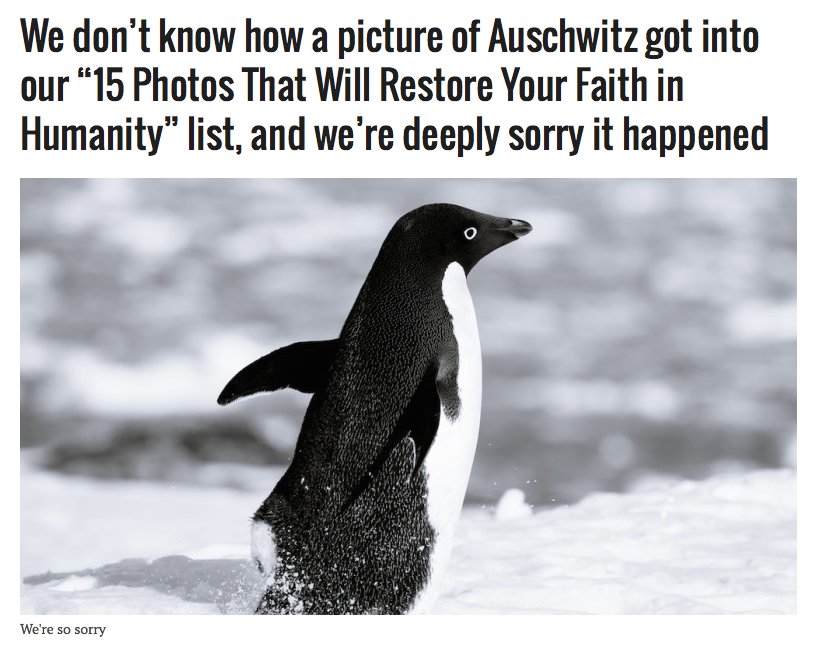 We don’t know how a picture of Auschwitz got into
our “15 Photos That Will Restore Your Faith in
Humanity” list, and we’re deeply sorry it happened
We're so sorry